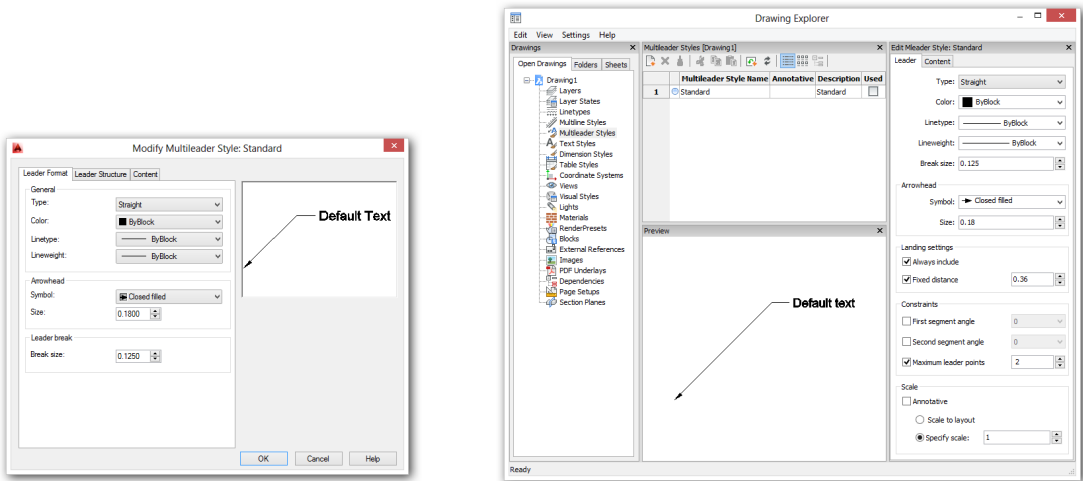 Modify Multileader Style: Standard
Leader Format Leader Structure Content
General
Type: Straight
Color: ByBlock
Linetype: ByBlock
Lineweight: ByBlock
Arrowhead
Symbol: Closed filled
Size: 0.1800
Leader break
Break size: 0.1250
Default Text
OK Cancel Help
Drawing Explorer
Edit View Settings Help
Drawings
Open Drawings Folders Sheets
Drawing1
Layers
Layer States
Linetypes
Multiline Styles
Multileader Styles
Text Styles
Dimension Styles
Table Styles
Coordinate Systems
Views
Visual Styles
Lights
Materials
RenderPresets
Blocks
External References
Images
PDF Underlays
Dependencies
Page Setups
Section Planes
Multileader Styles [Drawing1]
Multileader Style Name Annotative Description Used
1 Standard Standard
Preview
Default text
Edit Mleader Style: Standard
Leader Content
Type: Straight
Color: ByBlock
Linetype: ByBlock
Lineweight: ByBlock
Break size: 0.125
Arrowhead
Symbol: Closed filled
Size: 0.18
Landing settings
Always include
Fixed distance 0.36
Constraints
First segment angle 0
Second segment angle 0
Maximum leader points 2
Scale
Annotative
Scale to layout
Specify scale: 1
Ready